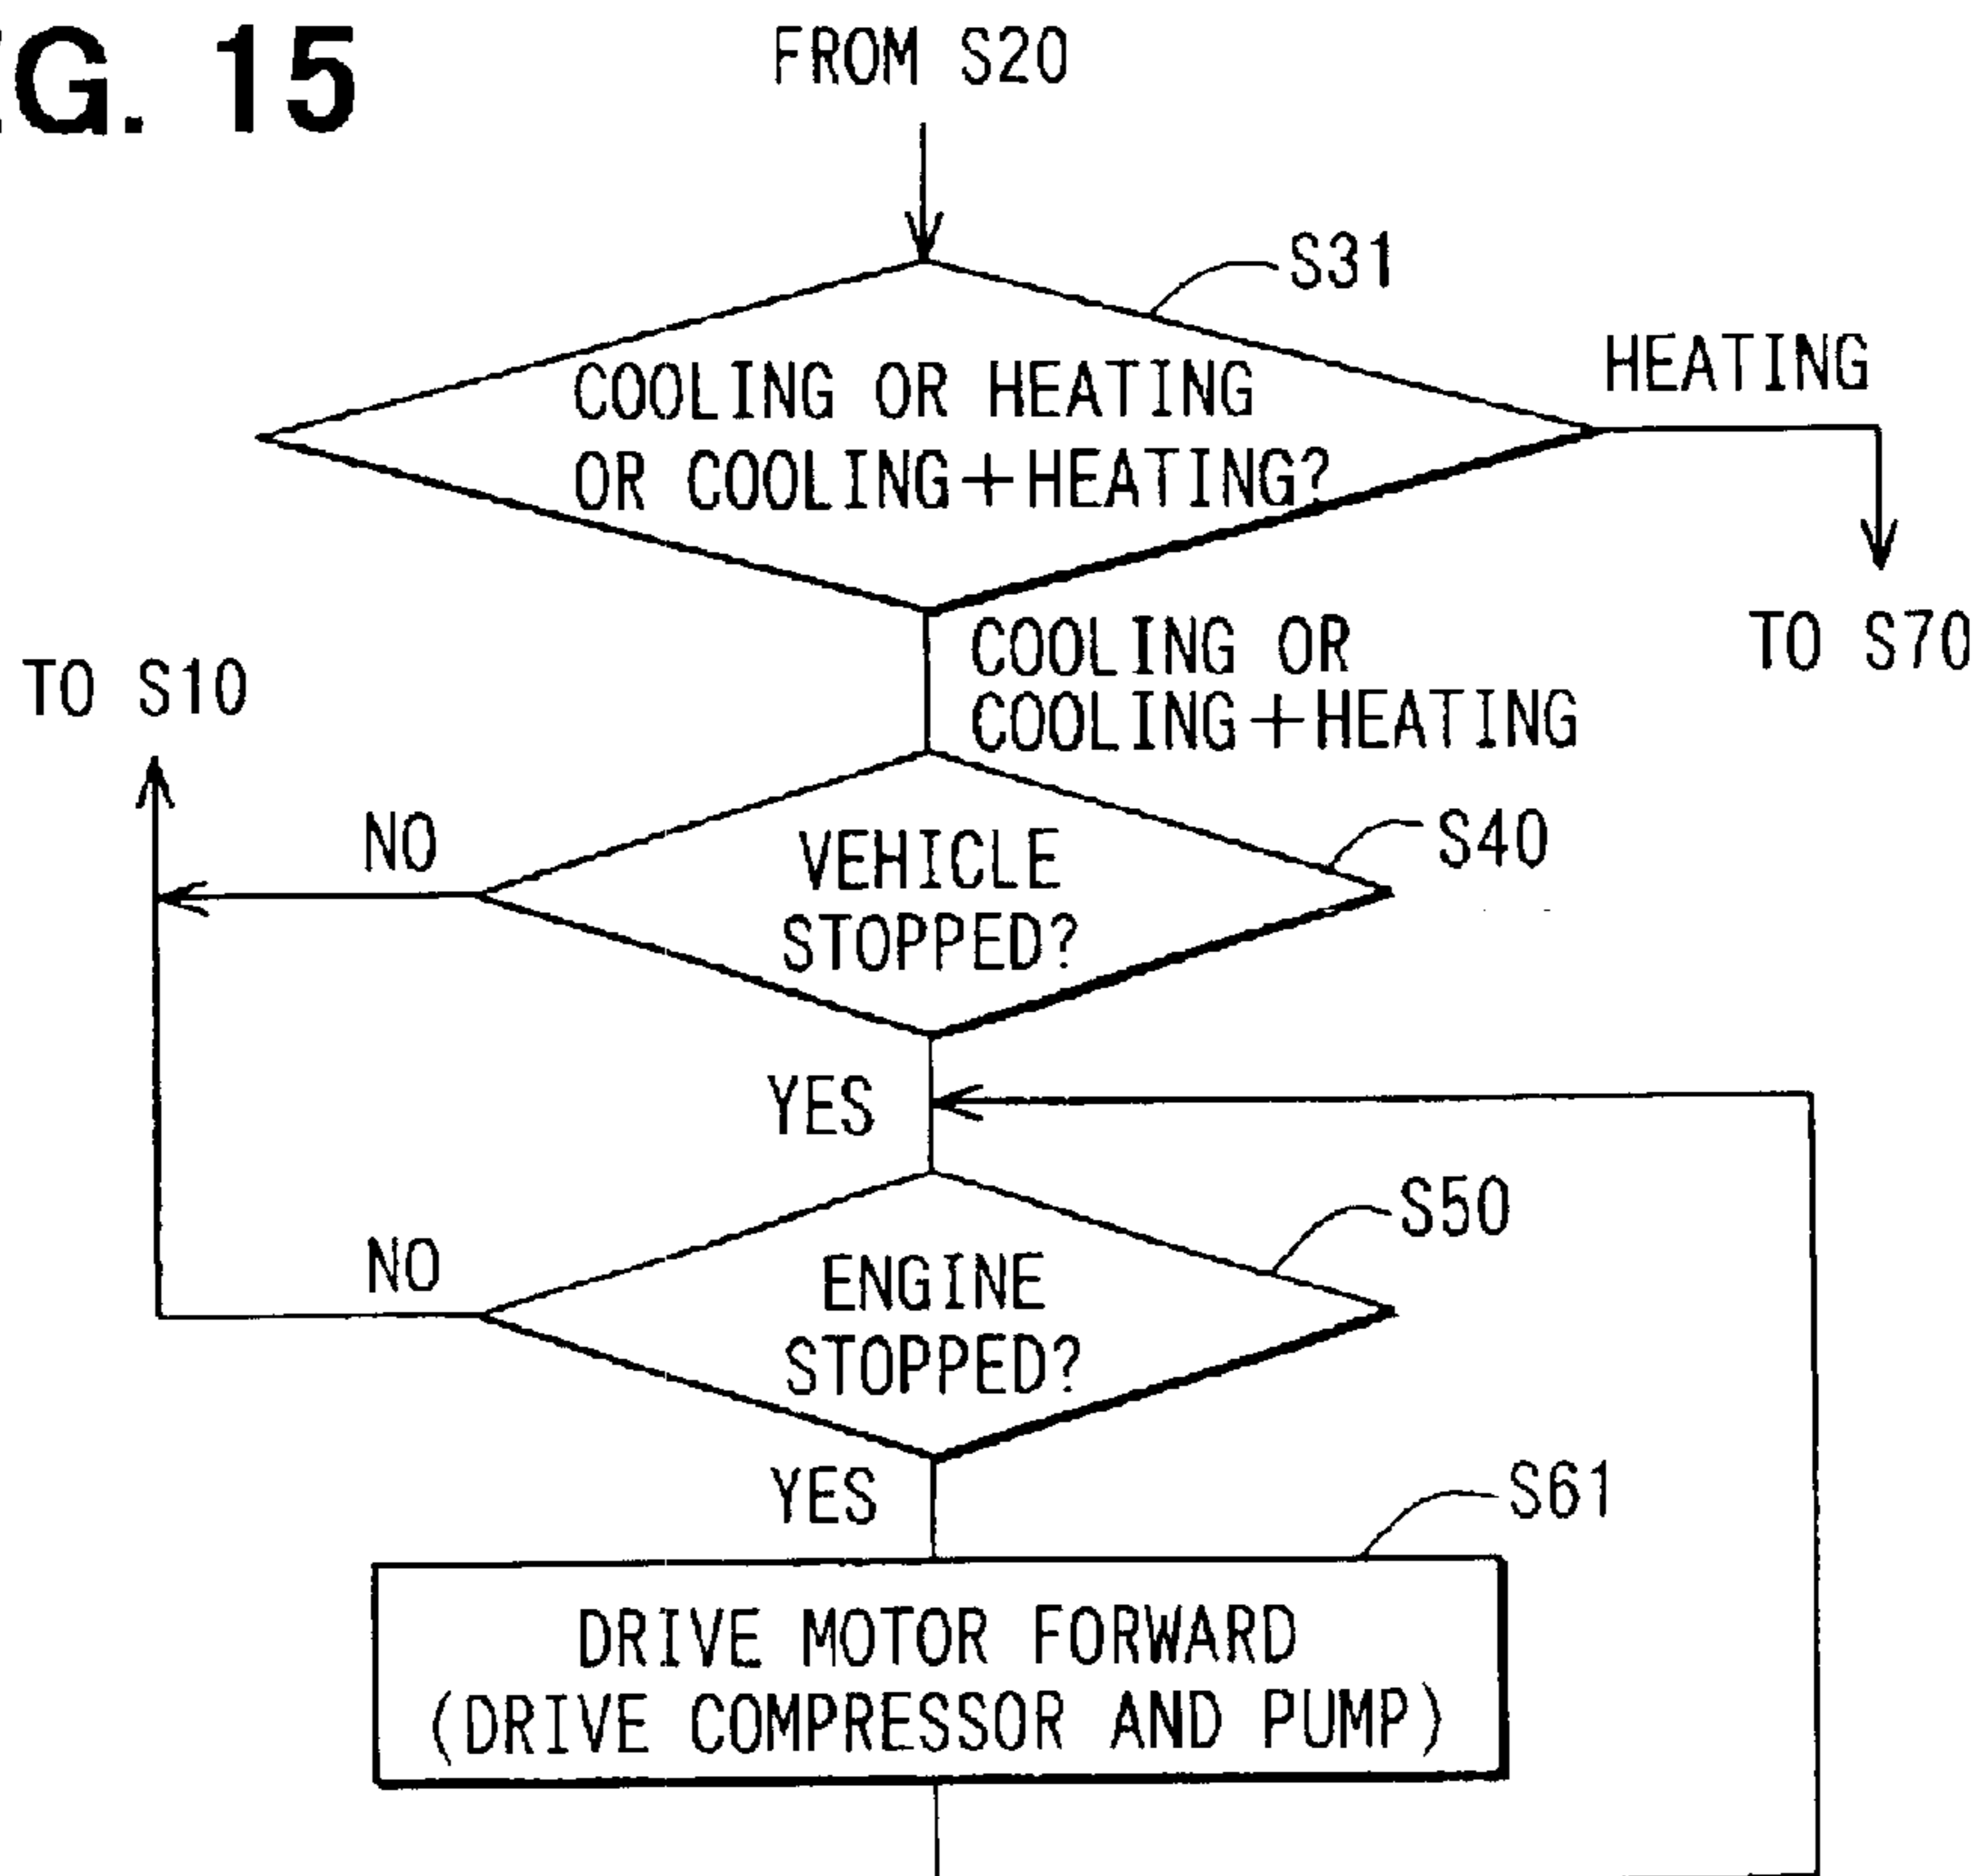 G. 15
FROM S20
S31
COOLING OR HEATING
OR COOLING+HEATING?
HEATING
TO S70
COOLING OR
COOLING+HEATING
TO S10
NO
VEHICLE
STOPPED?
S40
YES
S50
NO
ENGINE
STOPPED?
YES
S61
DRIVE MOTOR FORWARD
(DRIVE COMPRESSOR AND PUMP)